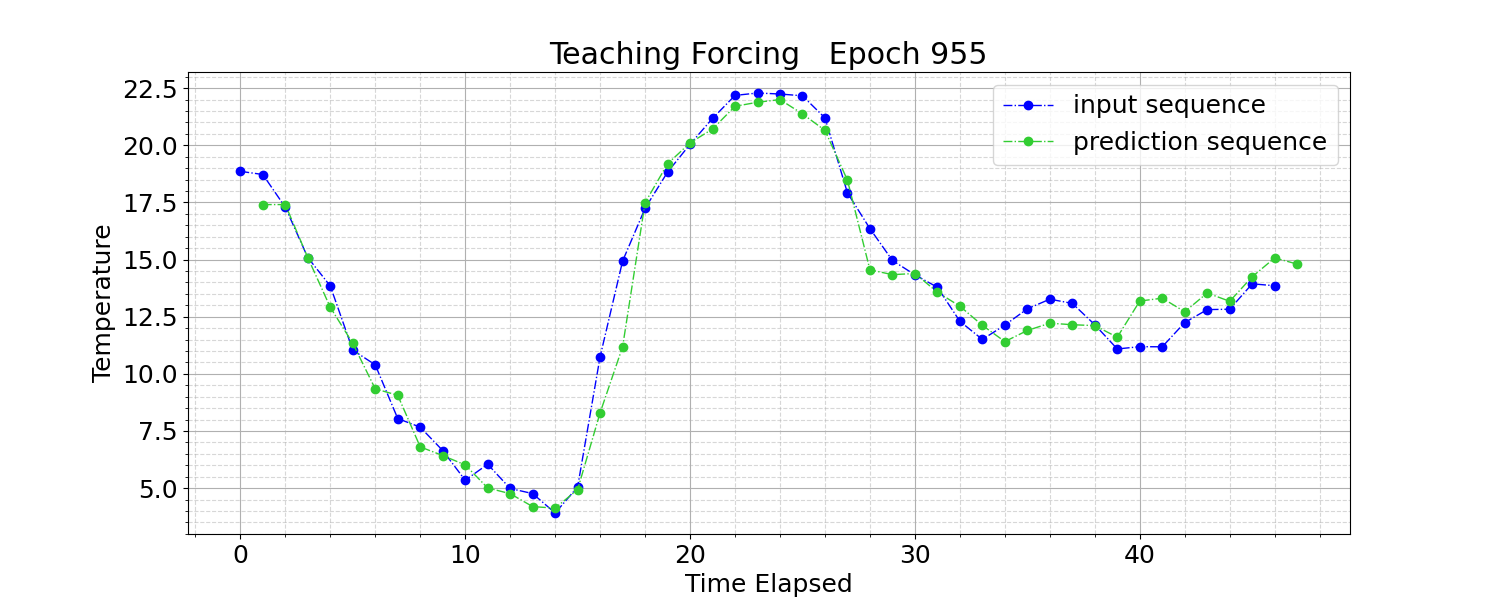 Teaching Forcing   Epoch 955
input sequence
prediction sequence
Temperature
22.5
20.0
17.5
15.0
12.5
10.0
7.5
5.0
0 10 20 30 40
Time Elapsed